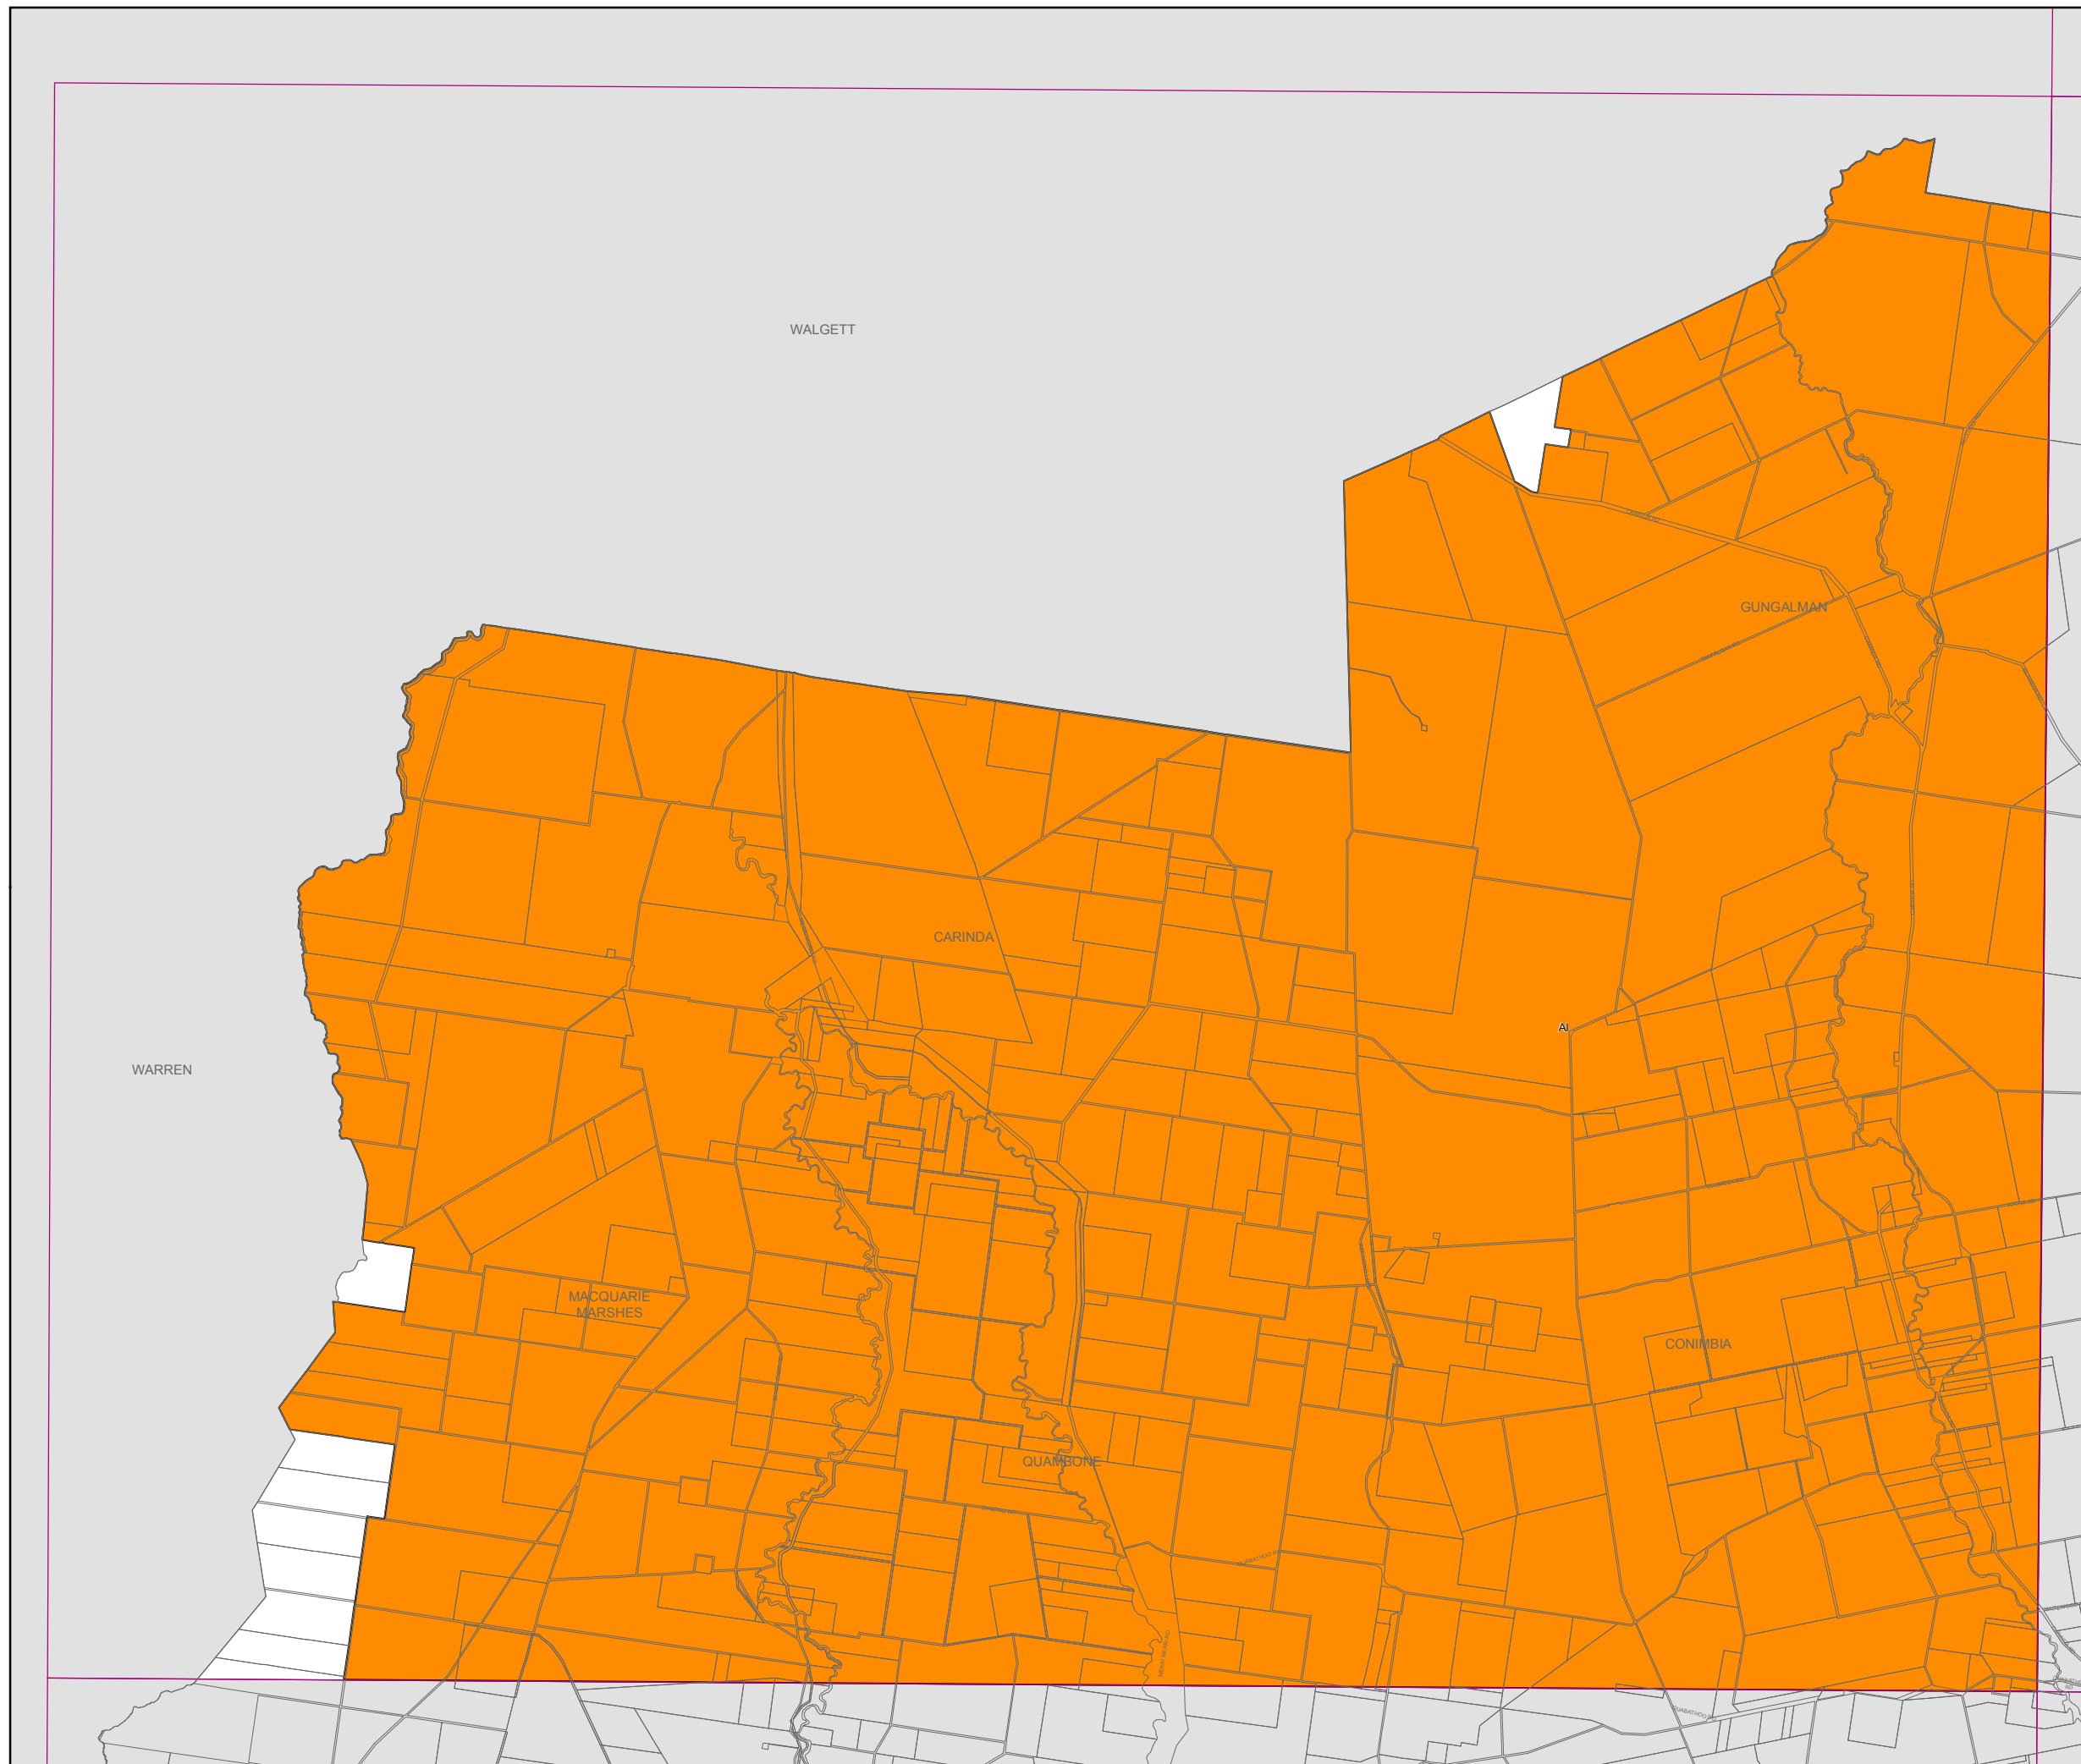 WALGETT
GUNGALMAN
CARINDA
AI
WARREN
MACQUARIE
MARSHES
CONIMBIA
QUAMBONE